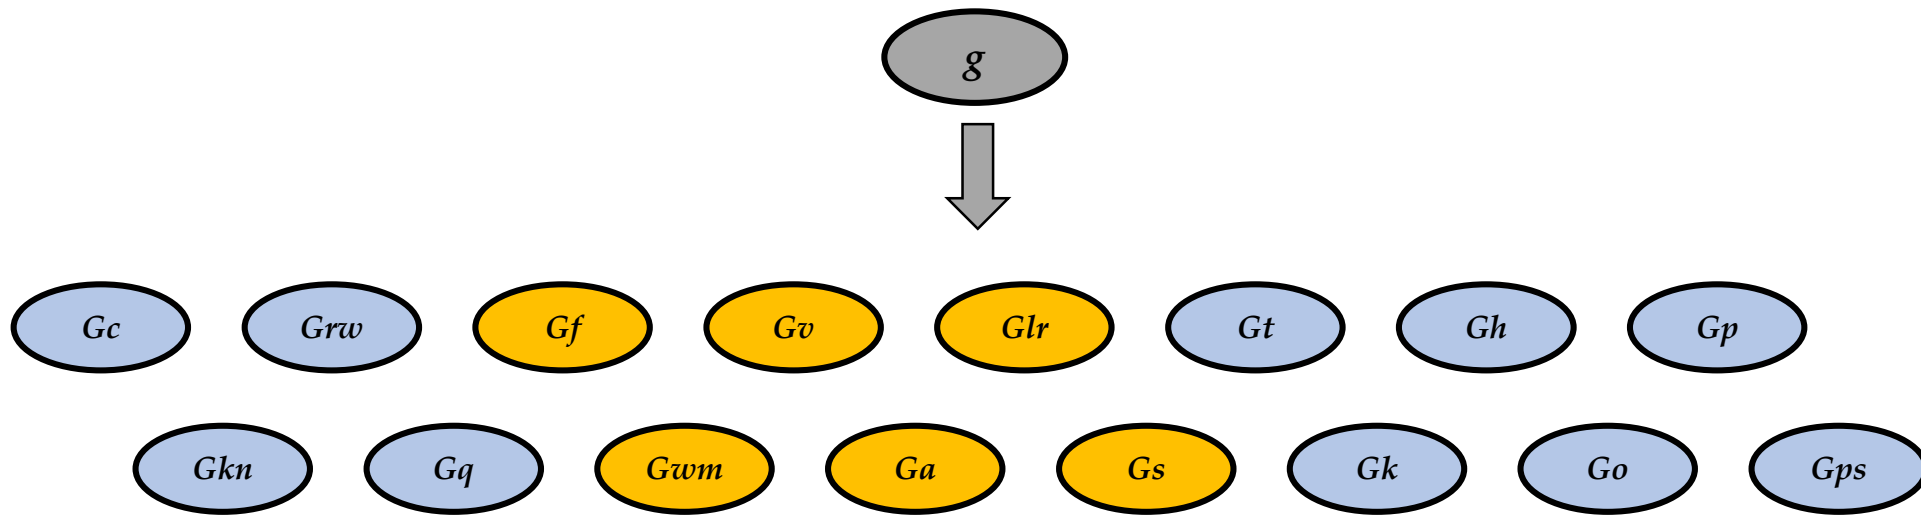 g
Gc Grw Gf Gv Glr Gt Gh Gp
Gkn Gq Gwm Ga Gs Gk Go Gps